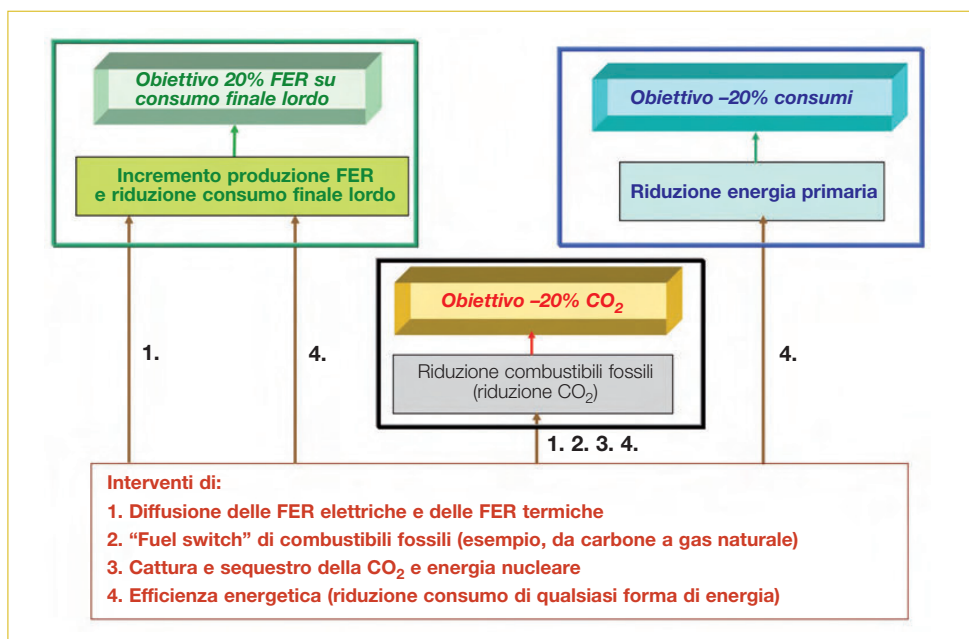 Obiettivo 20% FER su
consumo finale lordo
Incremento produzione FER
e riduzione consumo finale lordo
Obiettivo –20% consumi
Riduzione energia primaria
Obiettivo –20% CO₂
Riduzione combustibili fossili
(riduzione CO₂)
1.
4.
4.
1. 2. 3. 4.
Interventi di:
1. Diffusione delle FER elettriche e delle FER termiche
2. “Fuel switch” di combustibili fossili (esempio, da carbone a gas naturale)
3. Cattura e sequestro della CO₂ e energia nucleare
4. Efficienza energetica (riduzione consumo di qualsiasi forma di energia)